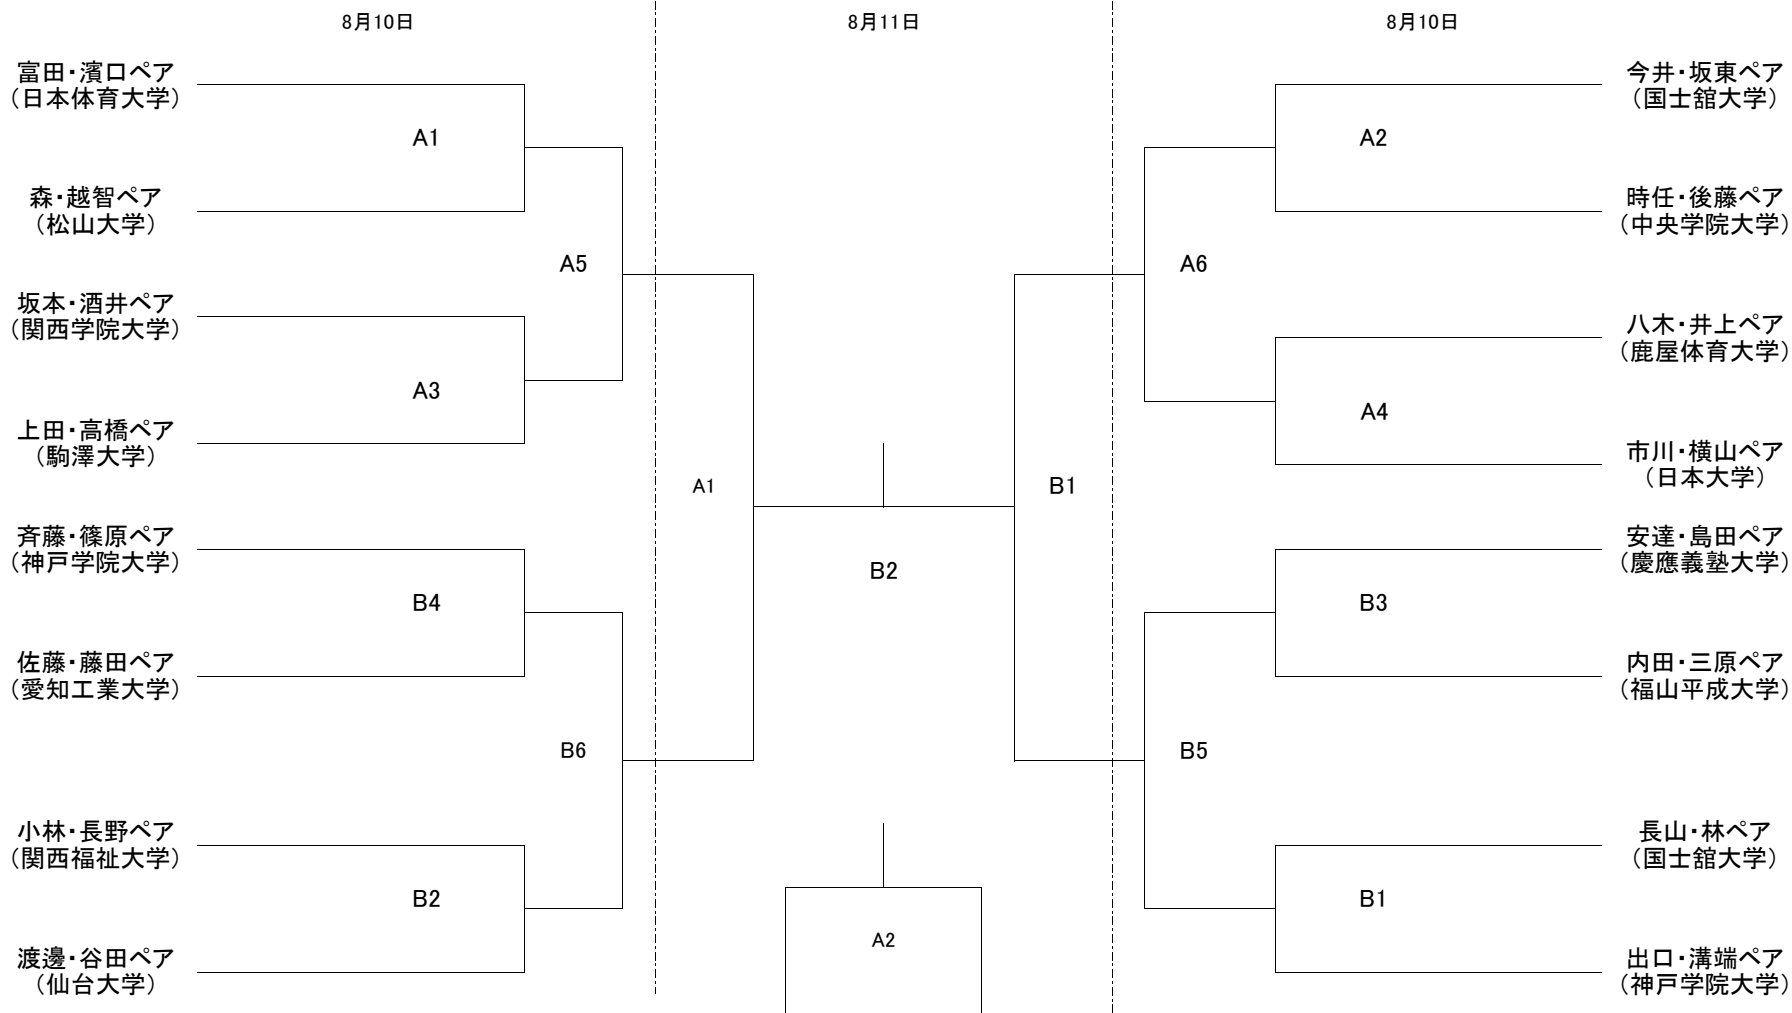 8月10日
8月11日
8月10日
富田・濱口ペア
（日本体育大学）
A1
森・越智ペア
（松山大学）
A5
坂本・酒井ペア
（関西学院大学）
A3
上田・高橋ペア
（駒澤大学）
A1
斉藤・篠原ペア
（神戸学院大学）
B4
佐藤・藤田ペア
（愛知工業大学）
B6
小林・長野ペア
（関西福祉大学）
B2
渡邊・谷田ペア
（仙台大学）
B2
A2
今井・坂東ペア
（国士舘大学）
A2
時任・後藤ペア
（中央学院大学）
A6
八木・井上ペア
（鹿屋体育大学）
A4
市川・横山ペア
（日本大学）
B1
安達・島田ペア
（慶應義塾大学）
B3
内田・三原ペア
（福山平成大学）
B5
長山・林ペア
（国士舘大学）
B1
出口・溝端ペア
（神戸学院大学）